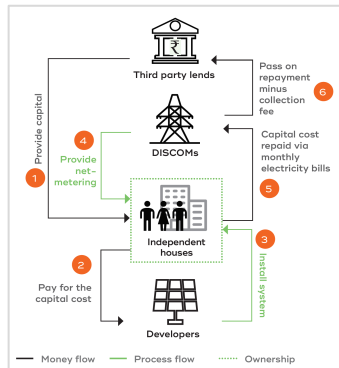 ₹
Third party lends
Pass on
repayment
minus
collection
fee
6
1
Provide capital
4
Provide
net-
metering
DISCOMs
Capital cost
repaid via
monthly
electricity bills
5
Independent
houses
2
Pay for the
capital cost
3
Install system
Developers
Money flow
Process flow
Ownership